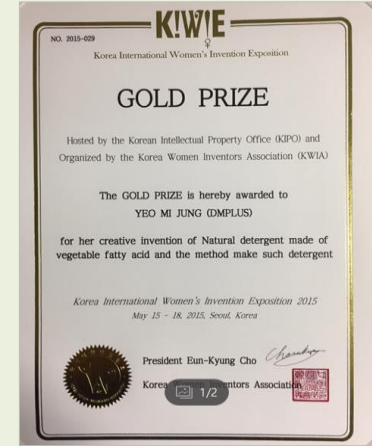 K!W!E
NO. 2015-029
Korea International Women's Invention Exposition
GOLD PRIZE
Hosted by the Korean Intellectual Property Office (KIPO) and
Organized by the Korea Women Inventors Association (KWIA)
The GOLD PRIZE is hereby awarded to
YEO MI JUNG (DMPLUS)
for her creative invention of Natural detergent made of
vegetable fatty acid and the method make such detergent
Korea International Women's Invention Exposition 2015
May 15 - 18, 2015, Seoul, Korea
President Eun-Kyung Cho
Korea Women Inventors Association
1/2